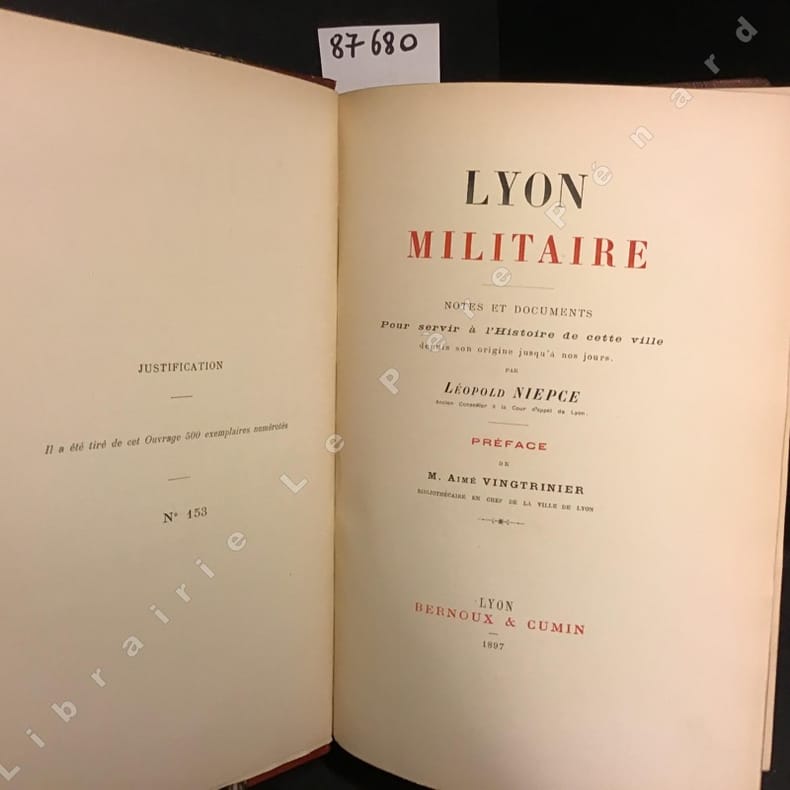 87680
JUSTIFICATION
Il a été tiré de cet Ouvrage 500 exemplaires numérotés
N° 153
LYON
MILITAIRE
NOTES ET DOCUMENTS
Pour servir à l'Histoire de cette ville
depuis son origine jusqu'à nos jours.
PAR
LÉOPOLD NIEPCE
Ancien Conseiller à la Cour d'appel de Lyon.
PRÉFACE
DE
M. AIMÉ VINGTRINIER
BIBLIOTHÉCAIRE EN CHEF DE LA VILLE DE LYON
LYON
BERNOUX & CUMIN
1897
Librairie Le Père Pénard